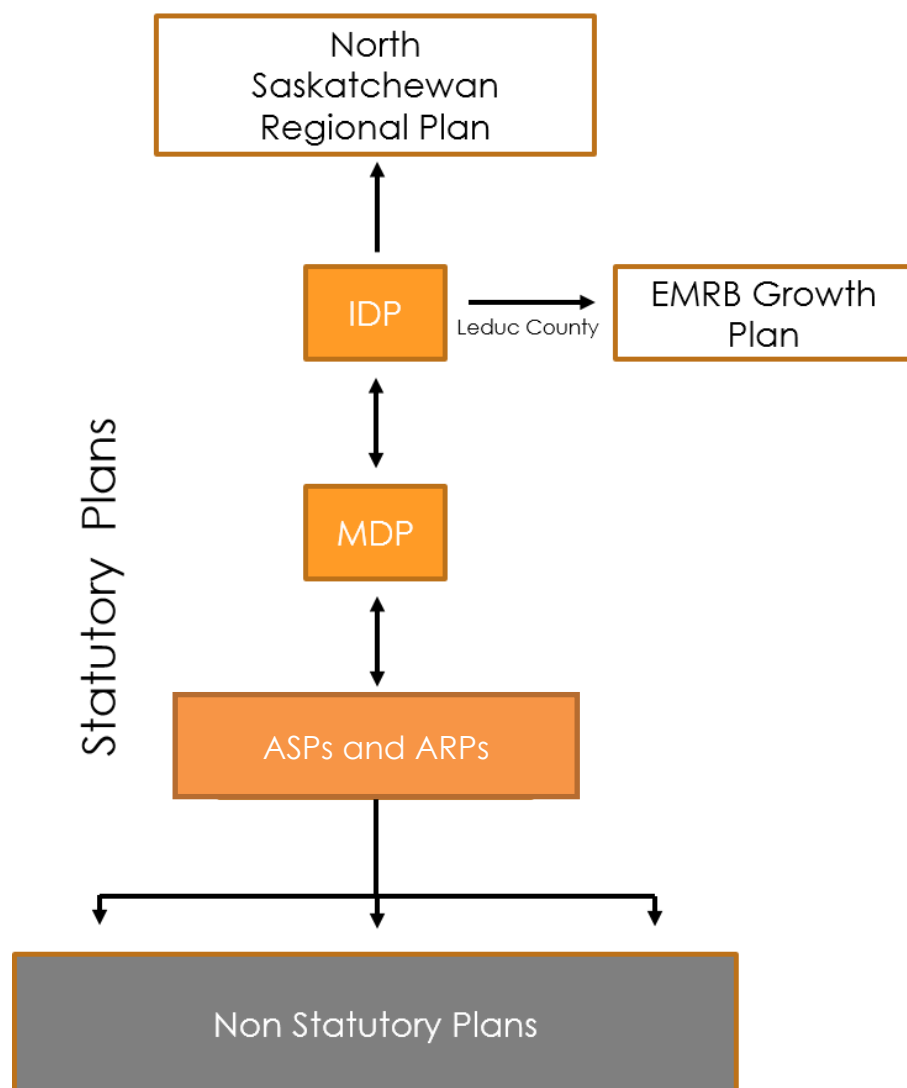 North
Saskatchewan
Regional Plan
IDP
Leduc County
EMRB Growth
Plan
MDP
Statutory Plans
ASPs and ARPs
Non Statutory Plans